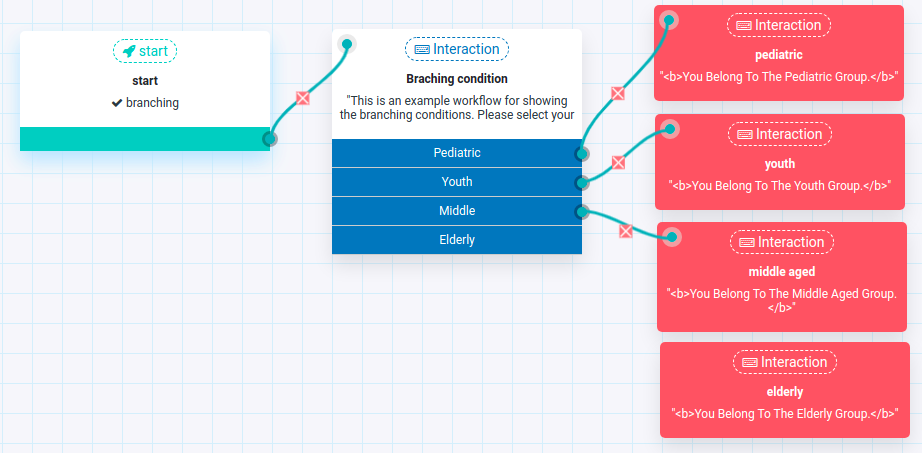 start
start
branching
Interaction
Braching condition
"This is an example workflow for showing
the branching conditions. Please select your
Pediatric
Youth
Middle
Elderly
Interaction
pediatric
"<b>You Belong To The Pediatric Group.</b>"
Interaction
youth
"<b>You Belong To The Youth Group.</b>"
Interaction
middle aged
"<b>You Belong To The Middle Aged Group.
</b>"
Interaction
elderly
"<b>You Belong To The Elderly Group.</b>"